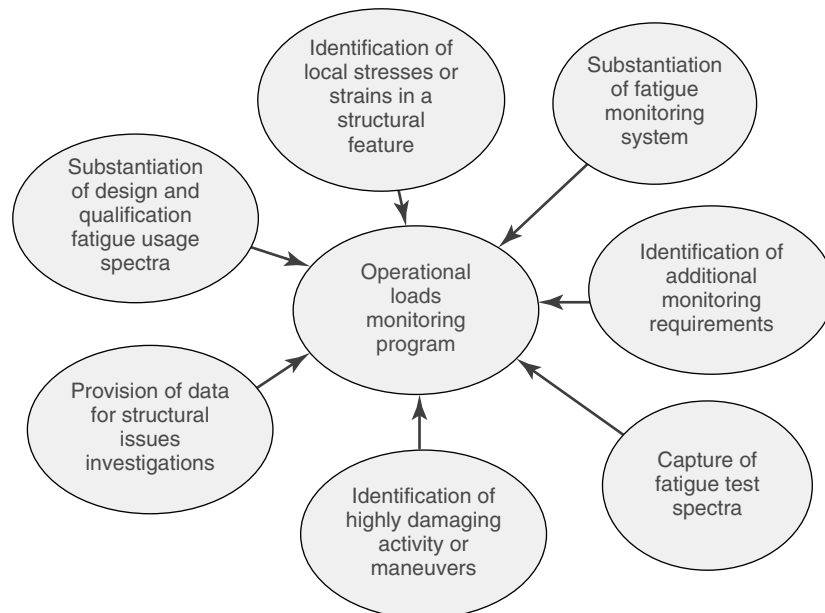 Identification of
local stresses or
strains in a
structural
feature
Substantiation
of fatigue
monitoring
system
Substantiation
of design and
qualification
fatigue usage
spectra
Operational
loads
monitoring
program
Identification of
additional
monitoring
requirements
Provision of data
for structural
issues
investigations
Identification of
highly damaging
activity or
maneuvers
Capture of
fatigue test
spectra